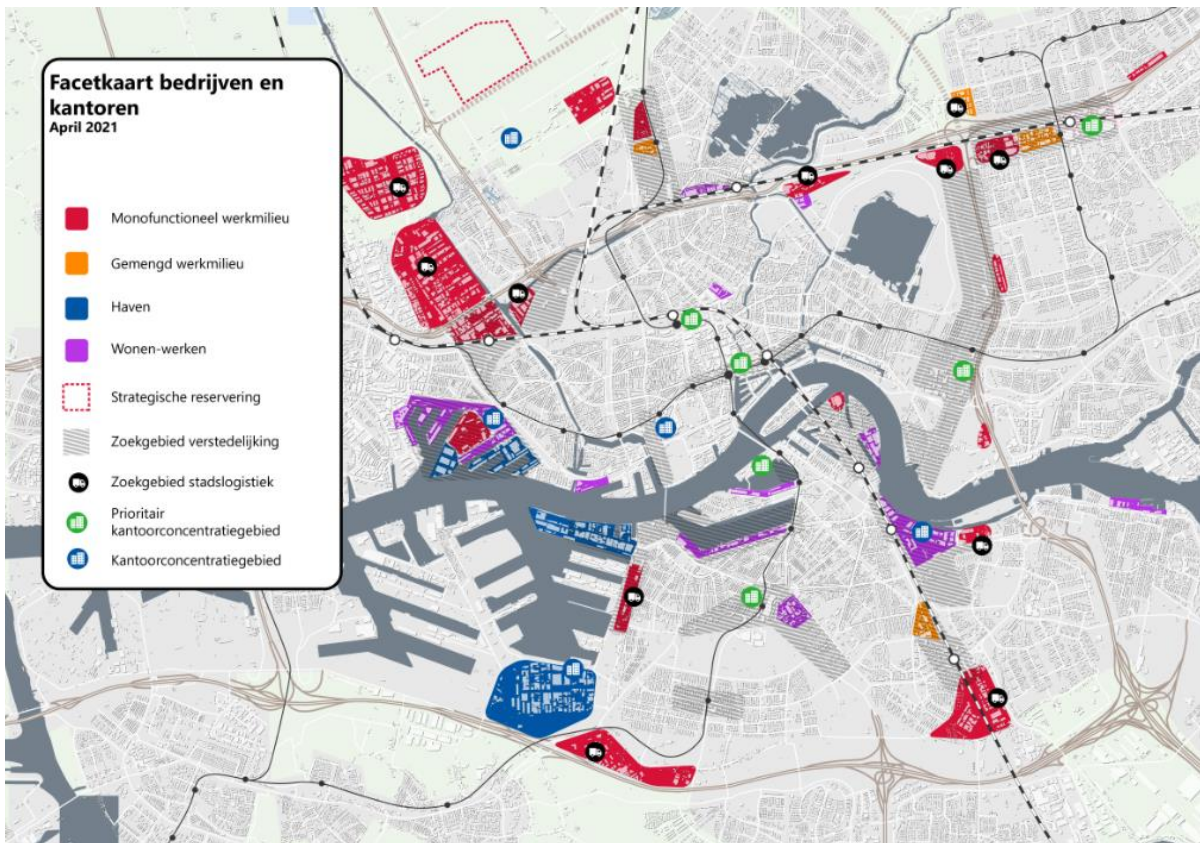 Facetkaart bedrijven en
kantoren
April 2021
Monofunctioneel werkmilieu
Gemengd werkmilieu
Haven
Wonen-werken
Strategische reservering
Zoekgebied verstedelijking
Zoekgebied stadslogistiek
Prioritair
kantoorconcentratiegebied
Kantoorconcentratiegebied